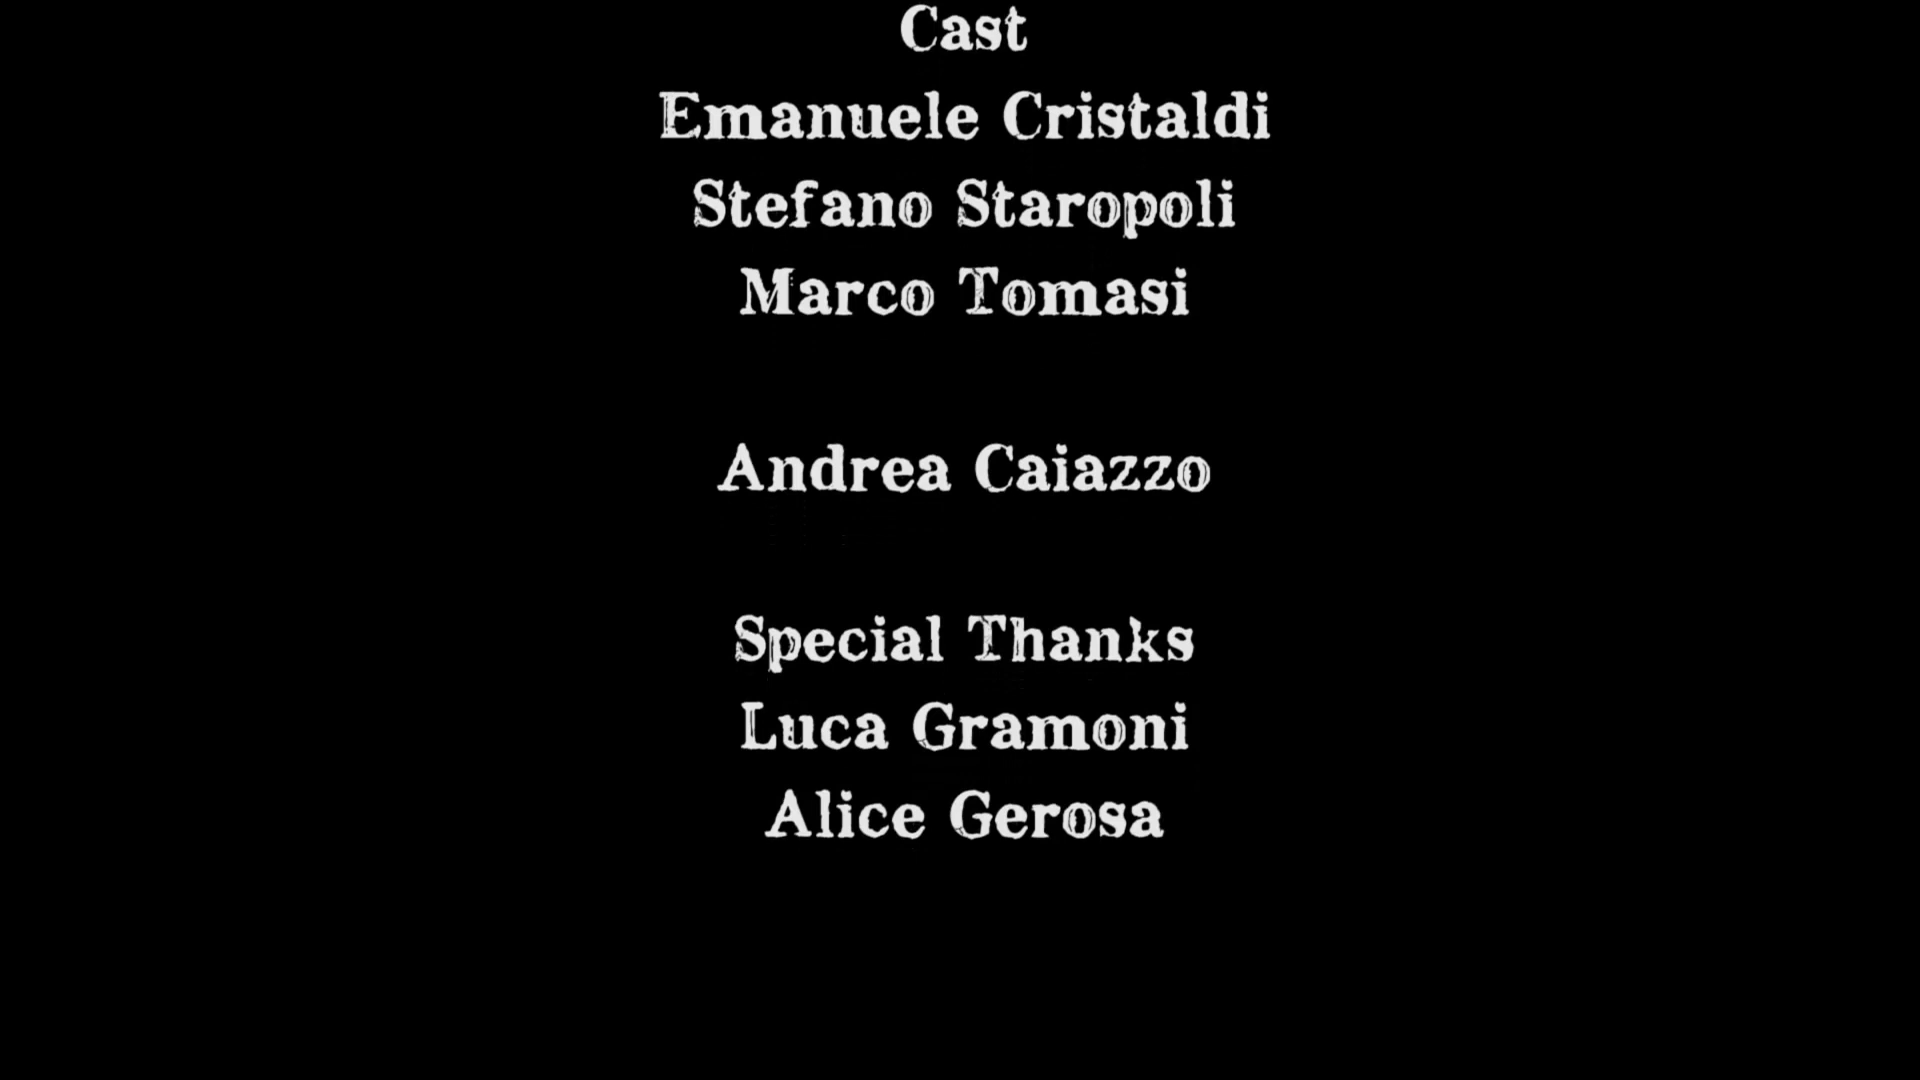 Cast
Emanuele Cristaldi
Stefano Staropoli
Marco Tomasi
Andrea Caiazzo
Special Thanks
Luca Gramoni
Alice Gerosa